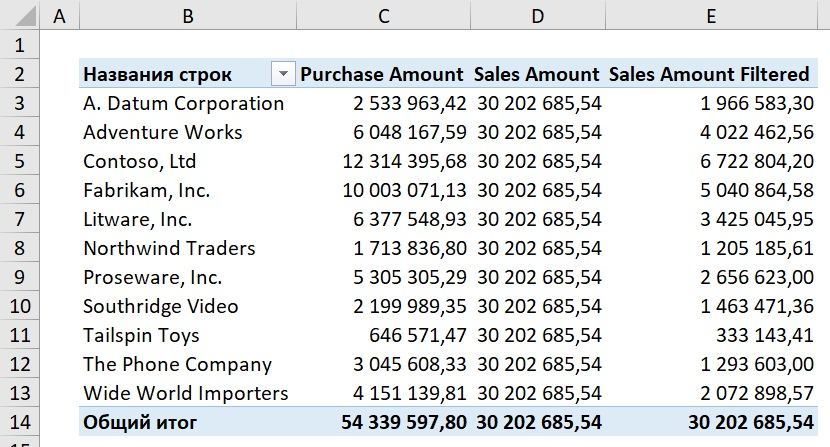 A B C D E
1
2 Названия строк Purchase Amount Sales Amount Sales Amount Filtered
3 A. Datum Corporation 2 533 963,42 30 202 685,54 1 966 583,30
4 Adventure Works 6 048 167,59 30 202 685,54 4 022 462,56
5 Contoso, Ltd 12 314 395,68 30 202 685,54 6 722 804,20
6 Fabrikam, Inc. 10 003 071,13 30 202 685,54 5 040 864,58
7 Litware, Inc. 6 377 548,93 30 202 685,54 3 425 045,95
8 Northwind Traders 1 713 836,80 30 202 685,54 1 205 185,61
9 Proseware, Inc. 5 305 305,29 30 202 685,54 2 656 623,00
10 Southridge Video 2 199 989,35 30 202 685,54 1 463 471,36
11 Tailspin Toys 646 571,47 30 202 685,54 333 143,41
12 The Phone Company 3 045 608,33 30 202 685,54 1 293 603,00
13 Wide World Importers 4 151 139,81 30 202 685,54 2 072 898,57
14 Общий итог 54 339 597,80 30 202 685,54 30 202 685,54